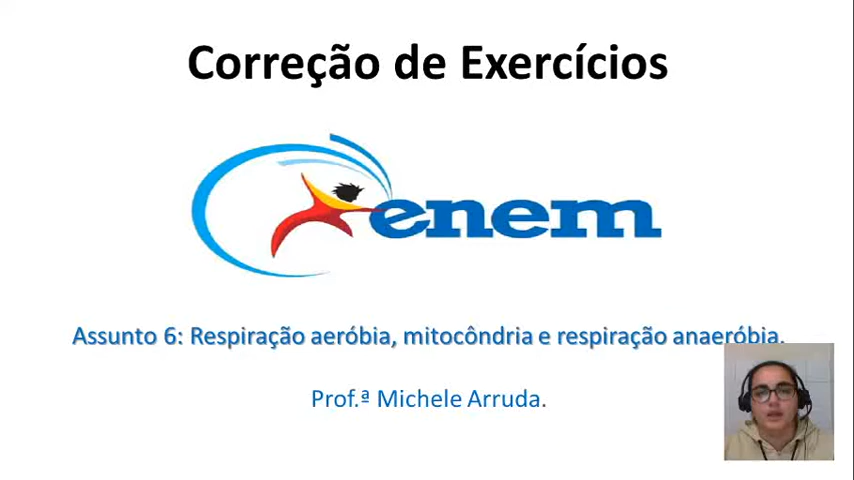 Correção de Exercícios
enem
Assunto 6: Respiração aeróbia, mitocôndria e respiração anaeróbia.
Prof.ª Michele Arruda.